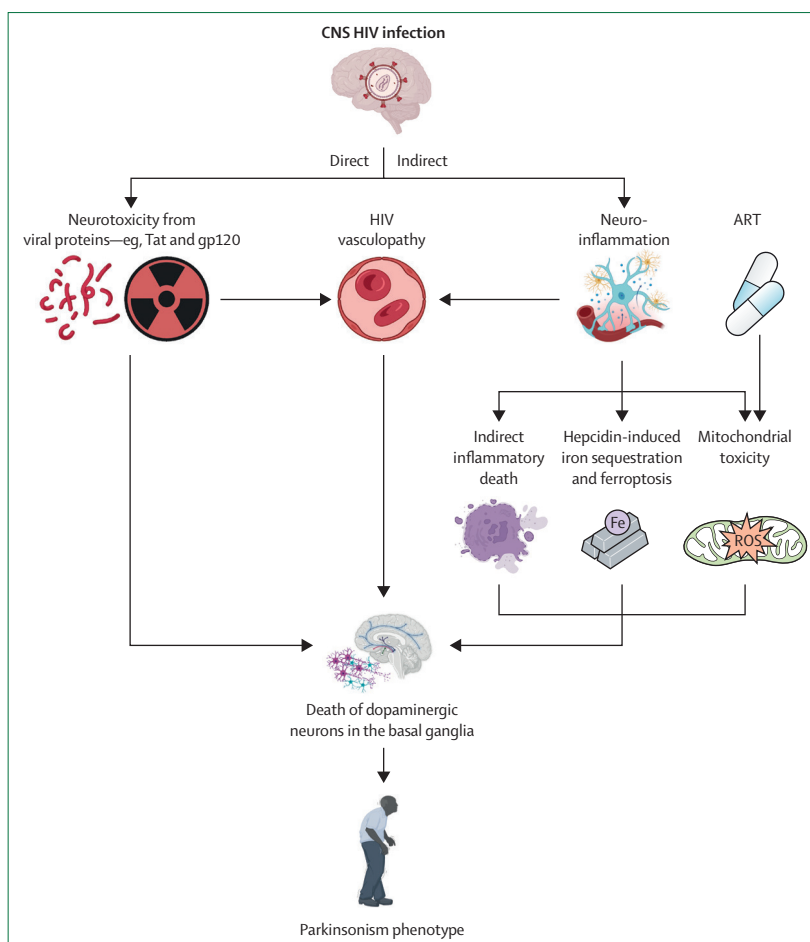 CNS HIV infection
Direct
Indirect
Neurotoxicity from
viral proteins—eg, Tat and gp120
HIV
vasculopathy
Neuro-
inflammation
ART
Indirect
inflammatory
death
Hepcidin-induced
iron sequestration
and ferroptosis
Mitochondrial
toxicity
Fe
ROS
Death of dopaminergic
neurons in the basal ganglia
Parkinsonism phenotype